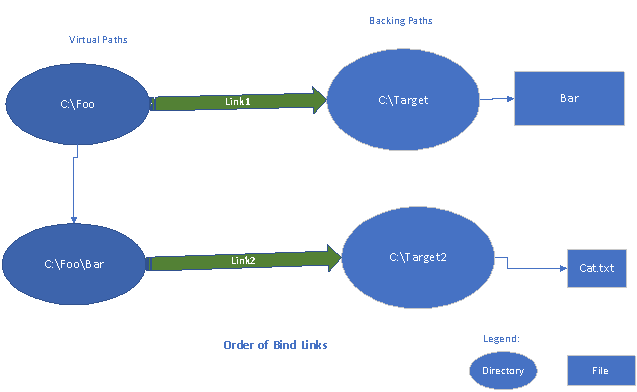 Virtual Paths
Backing Paths
C:\Foo
Link1
C:\Target
Bar
C:\Foo\Bar
Link2
C:\Target2
Cat.txt
Order of Bind Links
Legend:
Directory
File